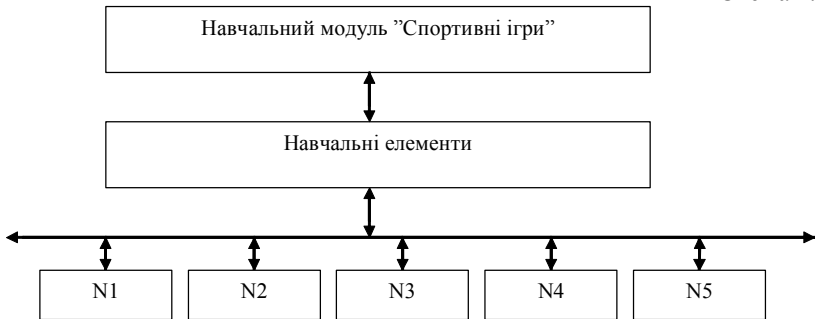 Навчальний модуль ”Спортивні ігри”
Навчальні елементи
N1 N2 N3 N4 N5